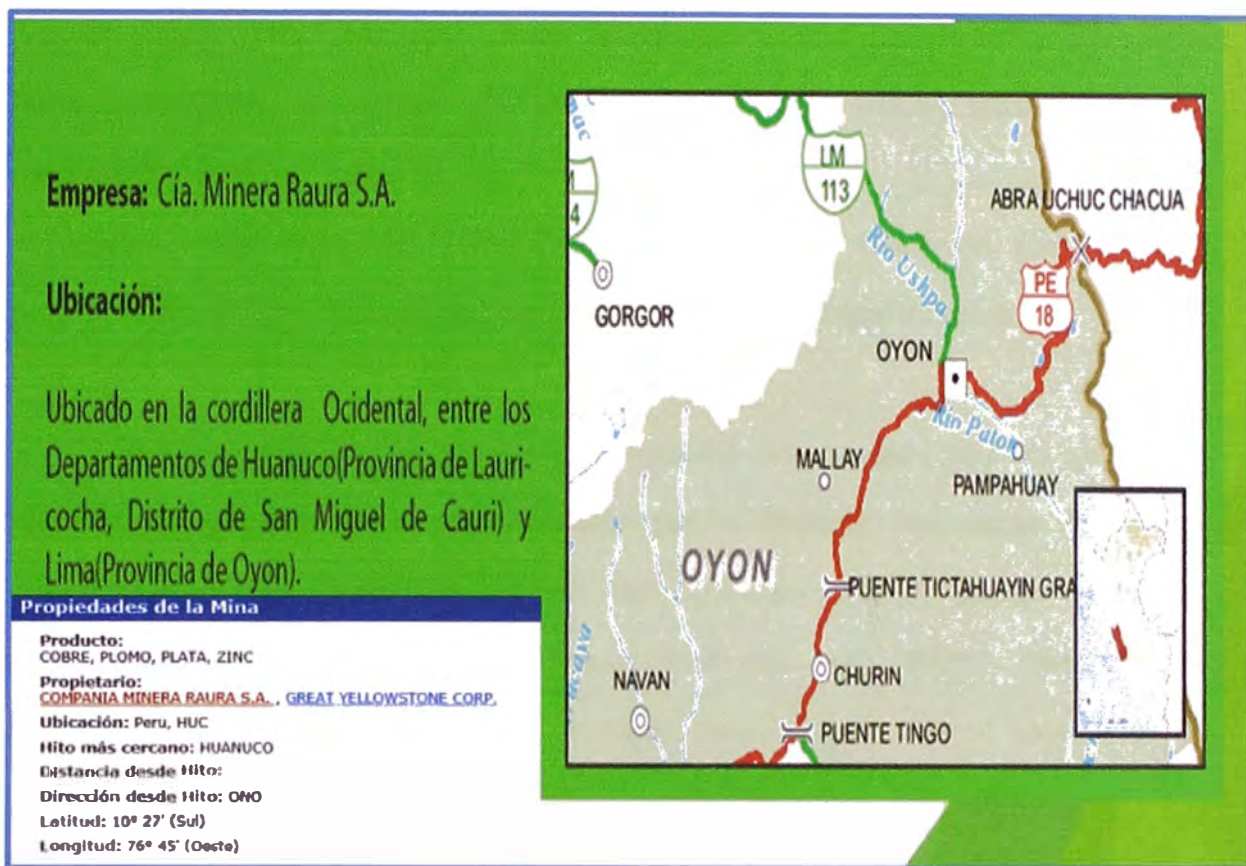 Empresa: Cía. Minera Raura S.A.
Ubicación:
Ubicado en la cordillera Ocidental, entre los
Departamentos de Huanuco(Provincia de Lauri-
cocha, Distrito de San Miguel de Cauri) y
Lima(Provincia de Oyon).
Propiedades de la Mina
Producto:
COBRE, PLOMO, PLATA, ZINC
Propietario:
COMPANIA MINERA RAURA S.A. , GREAT YELLOWSTONE CORP.
Ubicación: Peru, HUC
Hito más cercano: HUANUCO
Distancia desde Hito:
Dirección desde Hito: ONO
Latitud: 10º 27' (Sul)
Longitud: 76º 45' (Oeste)
LM
113
ABRA UCHUC CHACUA
Rio Ushpa
PE
18
4
GORGOR
OYON
Rio Paton
MALLAY
PAMPAHUAY
OYON
PUENTE TICTAHUAYIN GRA
NAVAN
CHURIN
PUENTE TINGO